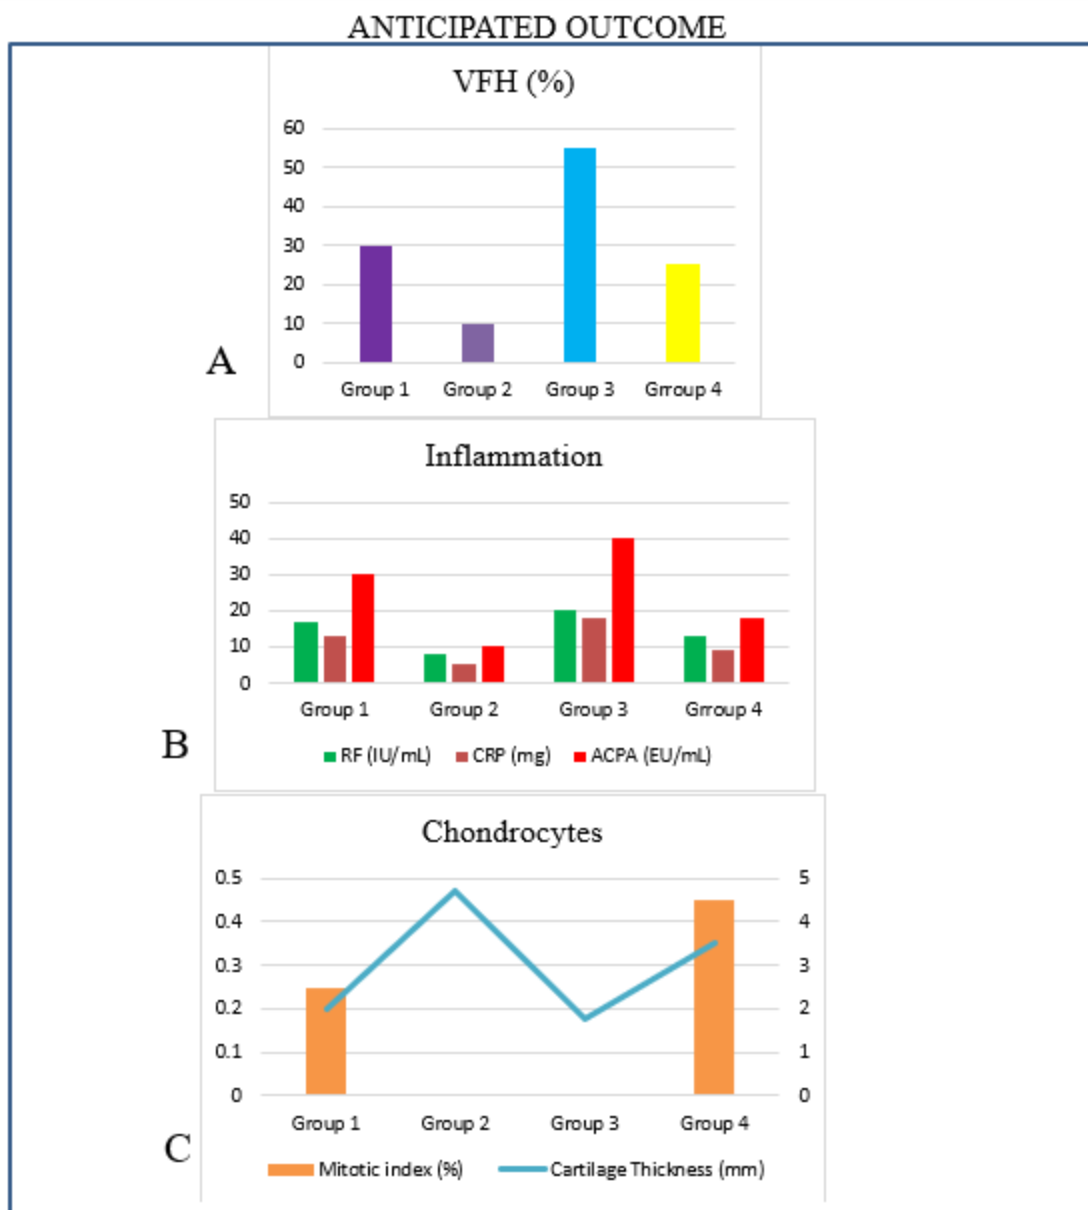 ANTICIPATED OUTCOME
VFH (%)
60
50
40
30
20
10
0
Group 1 Group 2 Group 3 Grroup 4
A
Inflammation
50
40
30
20
10
0
Group 1 Group 2 Group 3 Grroup 4
RF (IU/mL) CRP (mg) ACPA (EU/mL)
B
Chondrocytes
0.5 5
0.4 4
0.3 3
0.2 2
0.1 1
0 0
Group 1 Group 2 Group 3 Group 4
C
Mitotic index (%) Cartilage Thickness (mm)